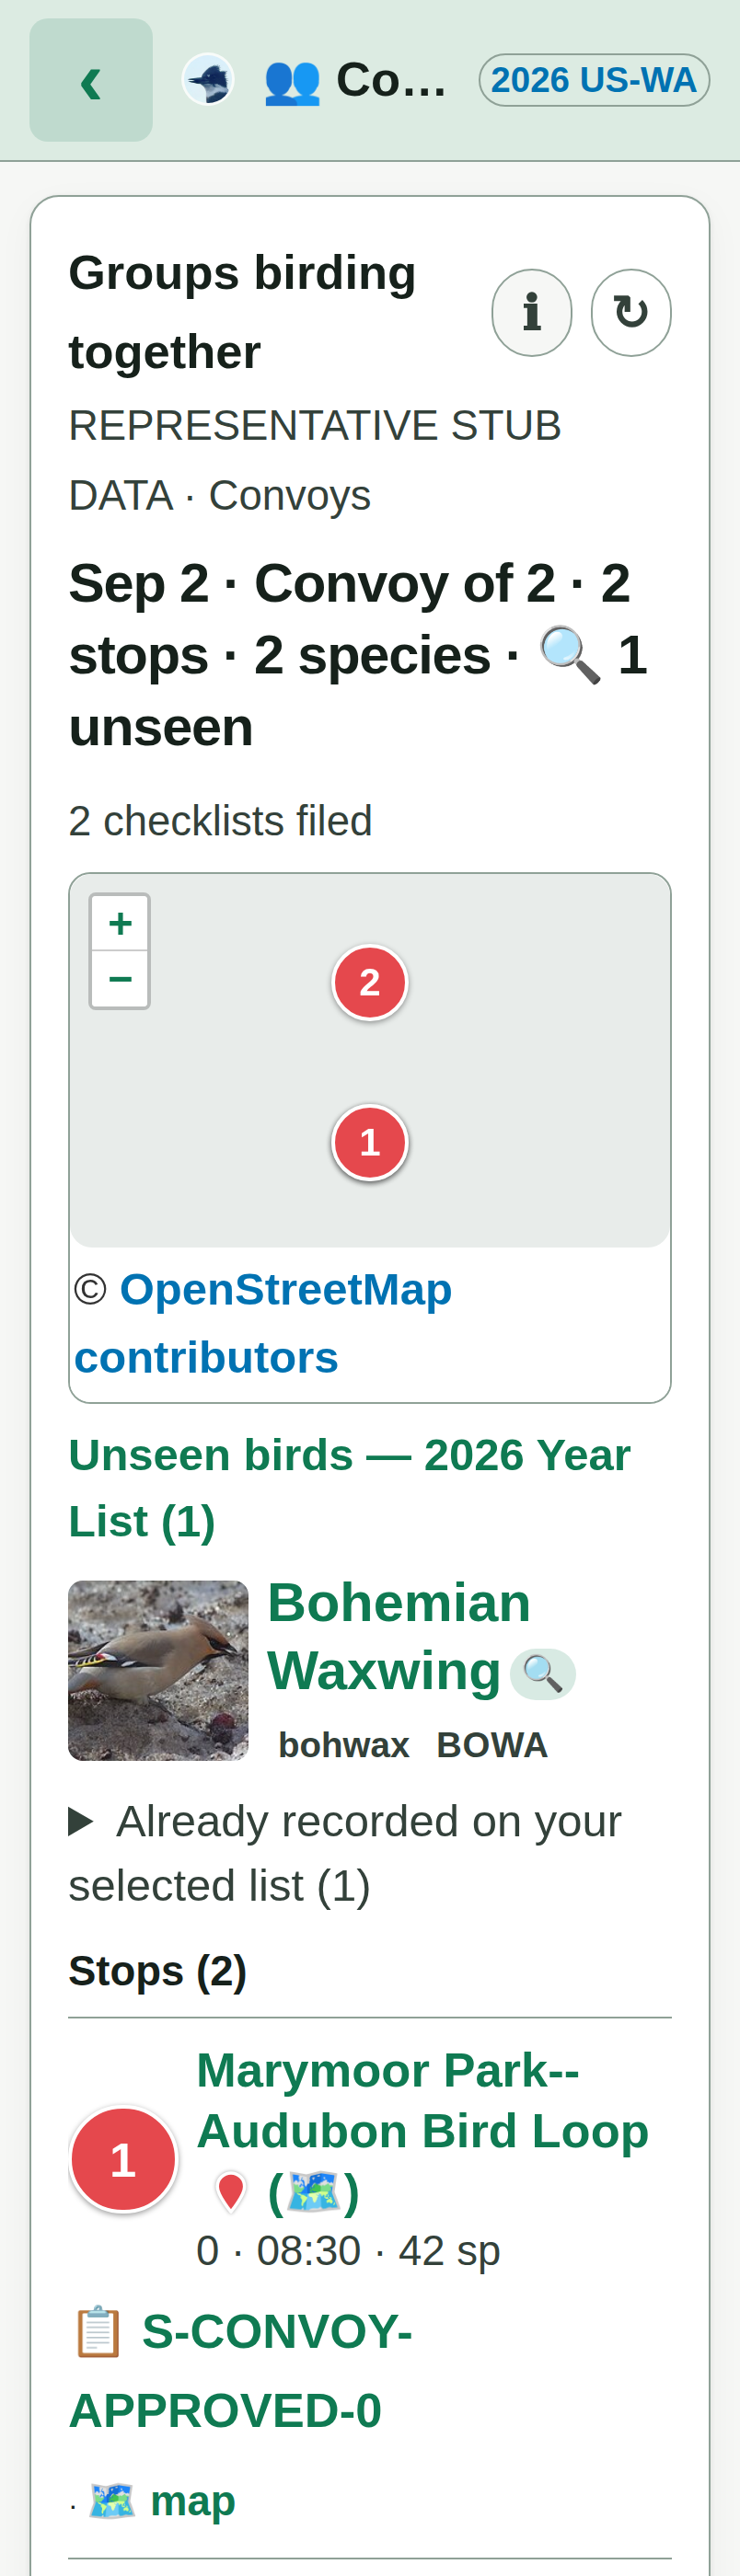 ‹ 👥 Co… 2026 US-WA
Groups birding
together
ℹ ↻
REPRESENTATIVE STUB
DATA · Convoys
Sep 2 · Convoy of 2 · 2
stops · 2 species · 🔍 1
unseen
2 checklists filed
+
−
2
1
© OpenStreetMap
contributors
Unseen birds — 2026 Year
List (1)
Bohemian
Waxwing 🔍
bohwax BOWA
▶ Already recorded on your
selected list (1)
Stops (2)
1
Marymoor Park--
Audubon Bird Loop
📍 (🗺️)
0 · 08:30 · 42 sp
📋 S-CONVOY-
APPROVED-0
· 🗺️ map